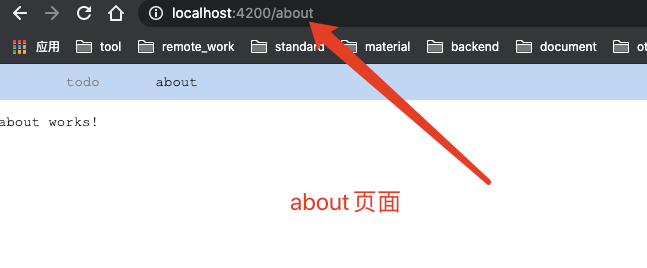 localhost:4200/about
应用 tool remote_work standard material backend document ot
todo about
about works!
about 页面